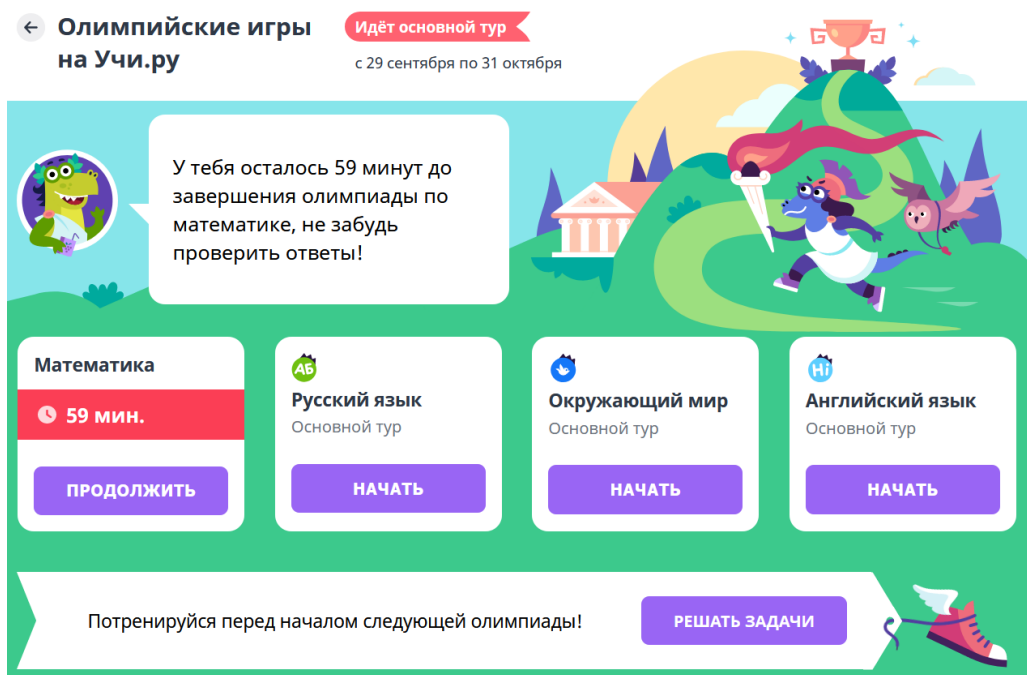 Олимпийские игры
на Учи.ру
Идёт основной тур
с 29 сентября по 31 октября
У тебя осталось 59 минут до
завершения олимпиады по
математике, не забудь
проверить ответы!
Математика
59 мин.
ПРОДОЛЖИТЬ
АБ
Русский язык
Основной тур
НАЧАТЬ
Окружающий мир
Основной тур
НАЧАТЬ
Hi
Английский язык
Основной тур
НАЧАТЬ
Потренируйся перед началом следующей олимпиады!
РЕШАТЬ ЗАДАЧИ